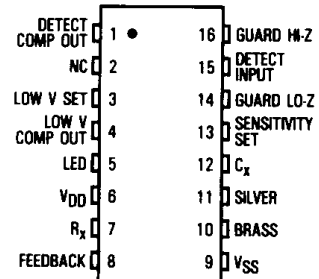 DETECT
COMP OUT 1 16 GUARD HI-Z
NC 2 15 DETECT
INPUT
LOW V SET 3 14 GUARD LO-Z
LOW V
COMP OUT 4 13 SENSITIVITY
SET
LED 5 12 Cx
VDD 6 11 SILVER
Rx 7 10 BRASS
FEEDBACK 8 9 VSS